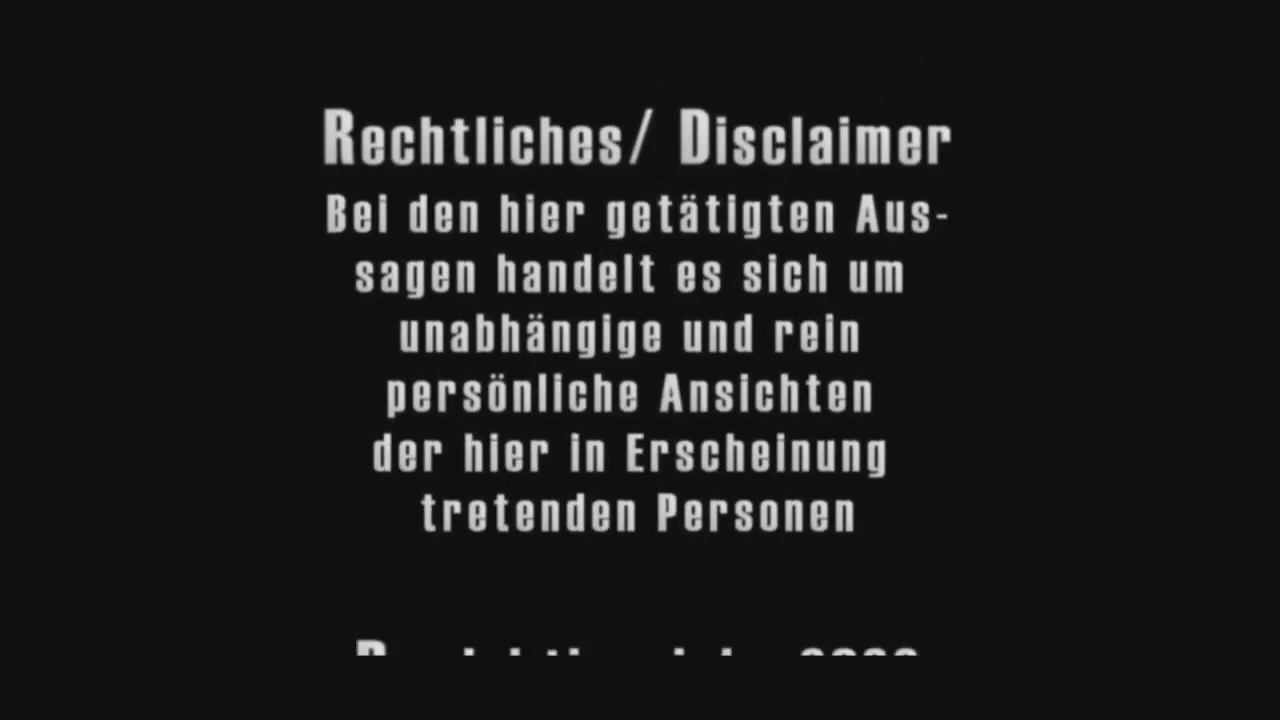 Rechtliches/ Disclaimer
Bei den hier getätigten Aus-
sagen handelt es sich um
unabhängige und rein
persönliche Ansichten
der hier in Erscheinung
tretenden Personen